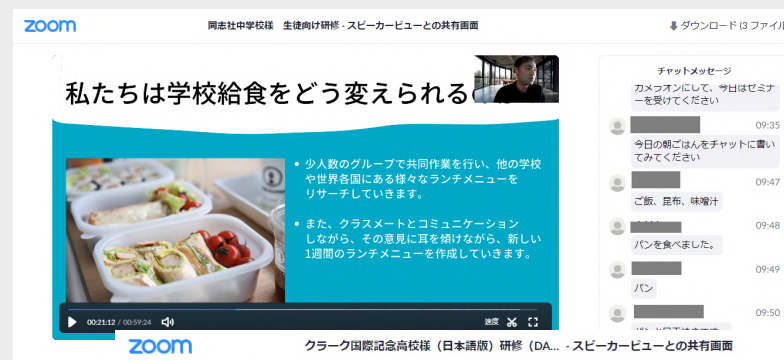 zoom
同志社中学校様 生徒向け研修 - スピーカービューとの共有画面
ダウンロード (3 ファイル
私たちは学校給食をどう変えられる
• 少人数のグループで共同作業を行い、他の学校
や世界各国にある様々なランチメニューを
リサーチしていきます。
• また、クラスメートとコミュニケーション
しながら、その意見に耳を傾けながら、新しい
1週間のランチメニューを作成していきます。
00:21:12 / 00:59:24
速度
チャットメッセージ
カメラオンにして、今日はセミナ
ーを受けてください
09:35
今日の朝ごはんをチャットに書い
てみてください
09:47
ご飯、昆布、味噌汁
09:48
パンを食べました。
09:49
パン
09:50
zoom
クラーク国際記念高校様（日本語版）研修（DA... - スピーカービューとの共有画面